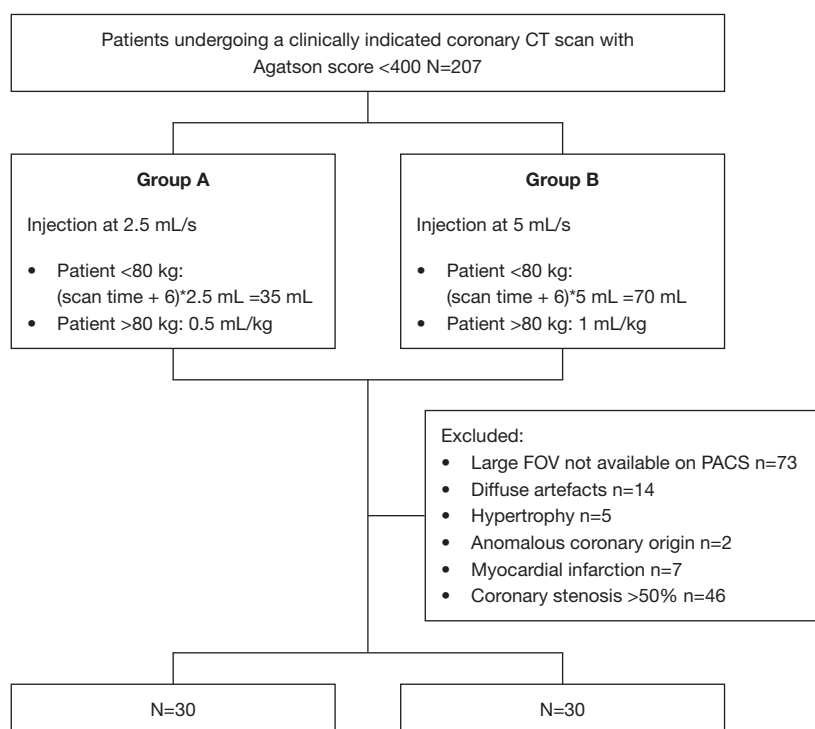 Patients undergoing a clinically indicated coronary CT scan with
Agatson score <400 N=207
Group A
Injection at 2.5 mL/s
• Patient <80 kg:
(scan time + 6)*2.5 mL =35 mL
• Patient >80 kg: 0.5 mL/kg
Group B
Injection at 5 mL/s
• Patient <80 kg:
(scan time + 6)*5 mL =70 mL
• Patient >80 kg: 1 mL/kg
Excluded:
• Large FOV not available on PACS n=73
• Diffuse artefacts n=14
• Hypertrophy n=5
• Anomalous coronary origin n=2
• Myocardial infarction n=7
• Coronary stenosis >50% n=46
N=30
N=30